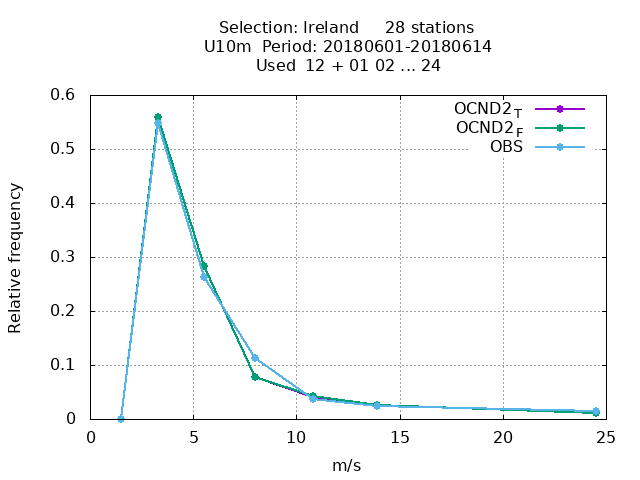 Selection: Ireland 28 stations
U10m Period: 20180601-20180614
Used 12 + 01 02 ... 24
OCND2T
OCND2F
OBS
0.6
0.5
0.4
0.3
0.2
0.1
0
Relative frequency
0 5 10 15 20 25
m/s